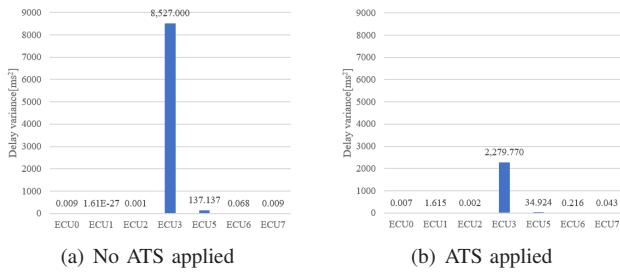 9000
8000
7000
6000
5000
4000
3000
2000
1000
0
Delay variance[ms²]
8,527.000
0.009 1.61E-27 0.001 137.137 0.068 0.009
ECU0 ECU1 ECU2 ECU3 ECU5 ECU6 ECU7
(a) No ATS applied
9000
8000
7000
6000
5000
4000
3000
2000
1000
0
Delay variance[ms²]
2,279.770
0.007 1.615 0.002 34.924 0.216 0.043
ECU0 ECU1 ECU2 ECU3 ECU5 ECU6 ECU7
(b) ATS applied